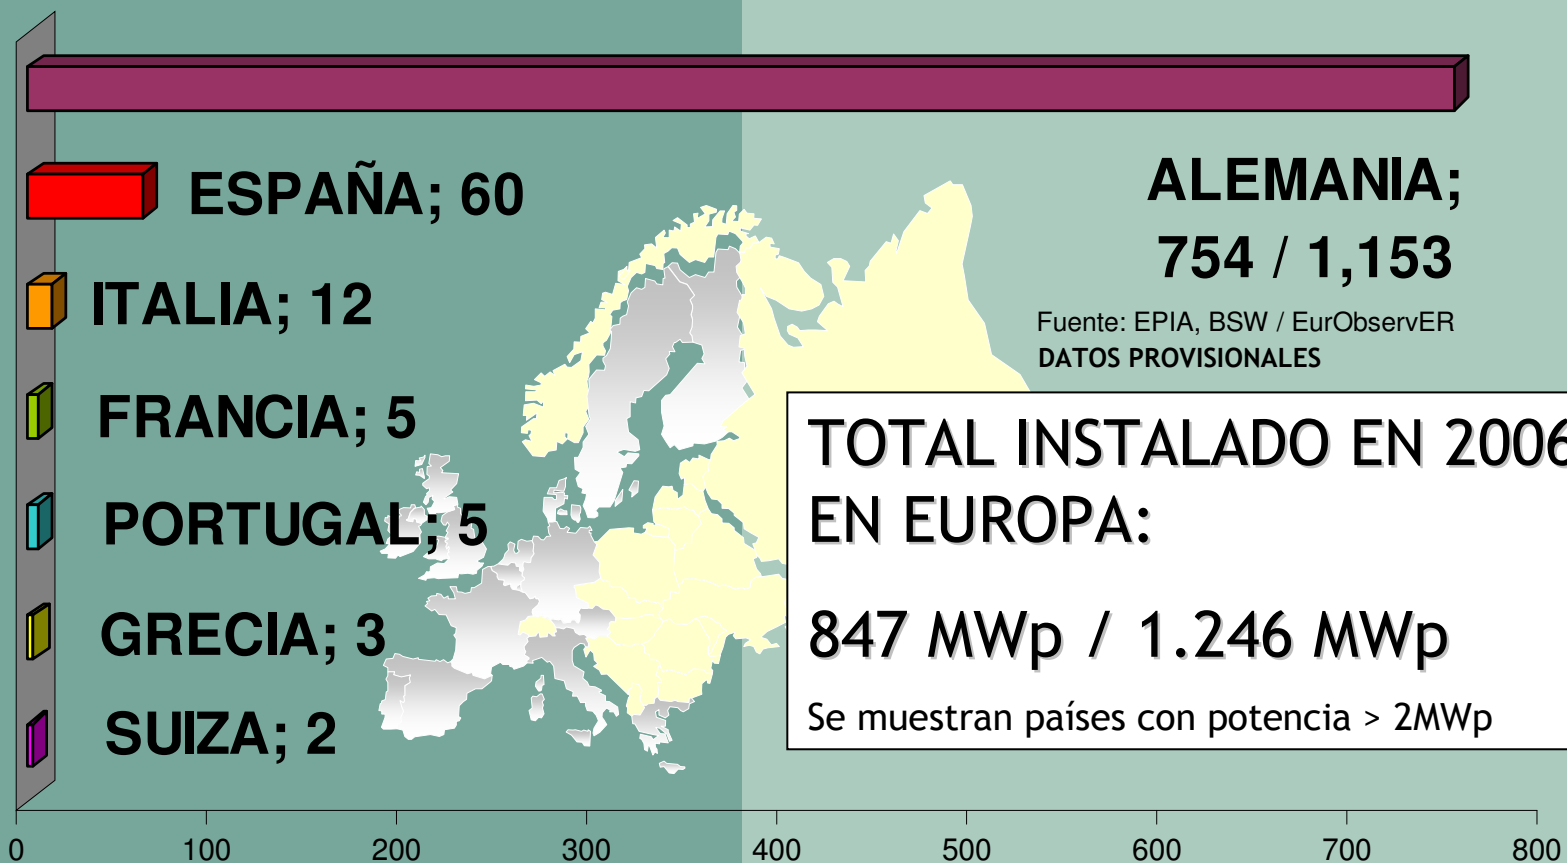 ESPAÑA; 60
ITALIA; 12
FRANCIA; 5
PORTUGAL; 5
GRECIA; 3
SUIZA; 2
ALEMANIA;
754 / 1,153
Fuente: EPIA, BSW / EurObservER
DATOS PROVISIONALES
TOTAL INSTALADO EN 2006
EN EUROPA:
847 MWp / 1.246 MWp
Se muestran países con potencia > 2MWp
0 100 200 300 400 500 600 700 800